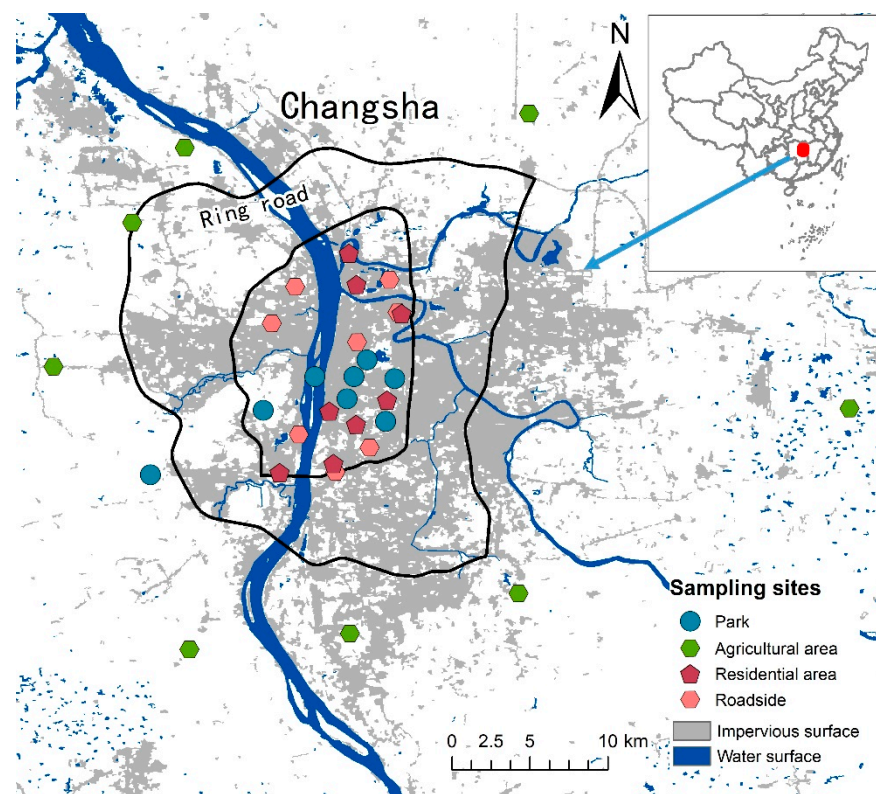 N
Changsha
Ring road
Sampling sites
Park
Agricultural area
Residential area
Roadside
Impervious surface
Water surface
0 2.5 5 10 km